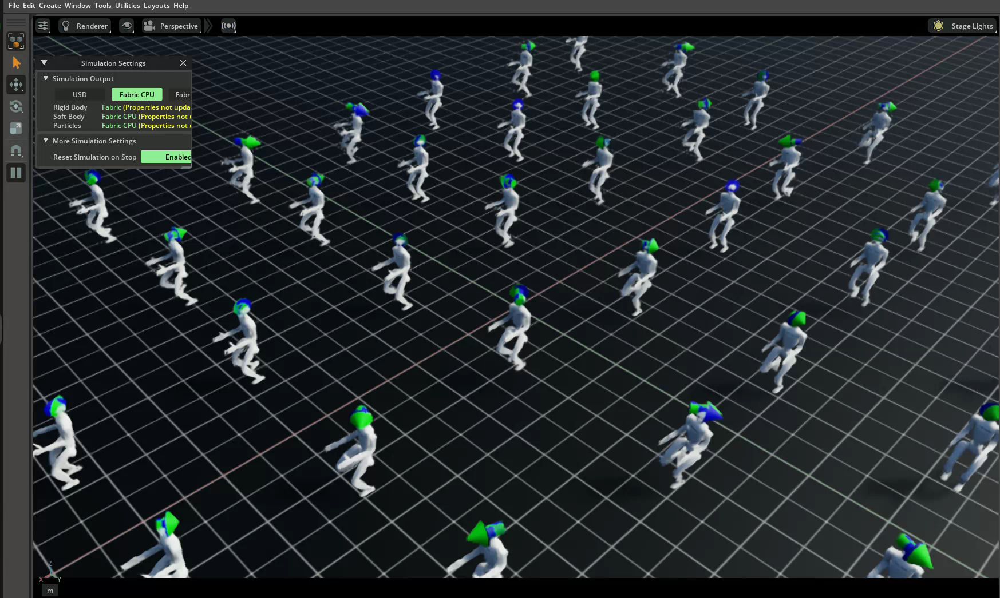 File Edit Create Window Tools Utilities Layouts Help
Renderer Perspective Stage Lights
Simulation Settings
Simulation Output
USD Fabric CPU Fabri
Rigid Body Fabric (Properties not upda
Soft Body Fabric CPU (Properties not u
Particles Fabric CPU (Properties not u
More Simulation Settings
Reset Simulation on Stop Enabled
Z
X Y
m